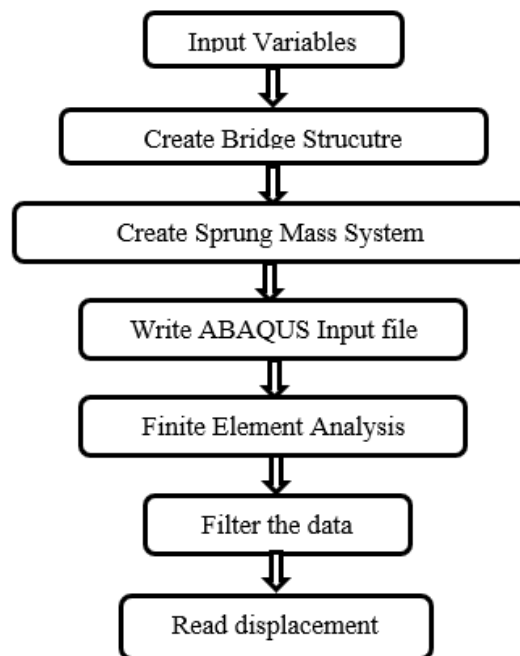 Input Variables
Create Bridge Strucutre
Create Sprung Mass System
Write ABAQUS Input file
Finite Element Analysis
Filter the data
Read displacement